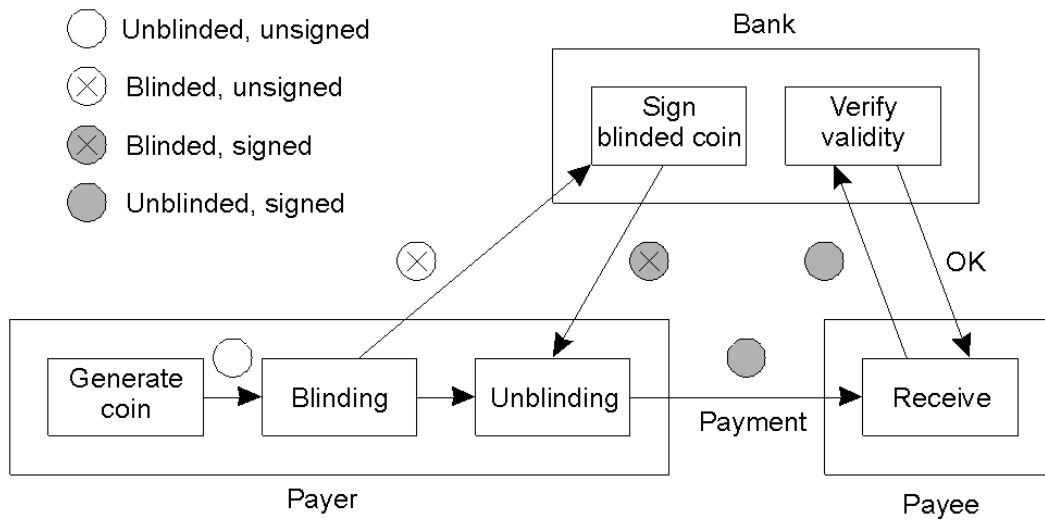 Unblinded, unsigned
Blinded, unsigned
Blinded, signed
Unblinded, signed
Bank
Sign
blinded coin
Verify
validity
OK
Generate
coin
Blinding
Unblinding
Payment
Receive
Payer
Payee